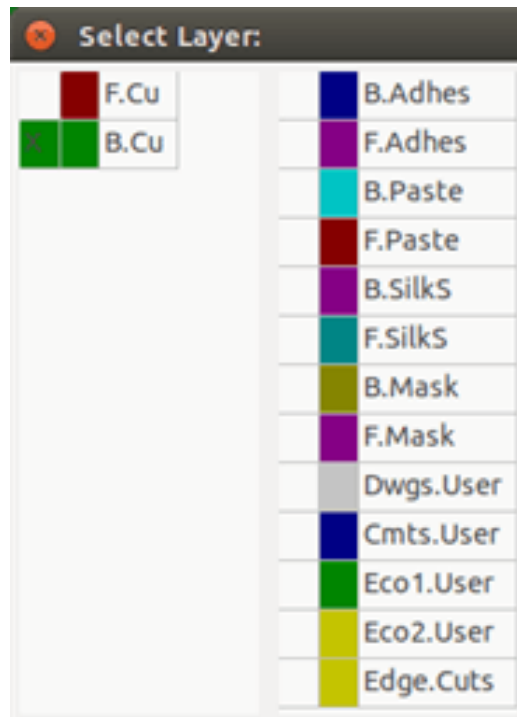 Select Layer:
F.Cu
X B.Cu
B.Adhes
F.Adhes
B.Paste
F.Paste
B.SilkS
F.SilkS
B.Mask
F.Mask
Dwgs.User
Cmts.User
Eco1.User
Eco2.User
Edge.Cuts